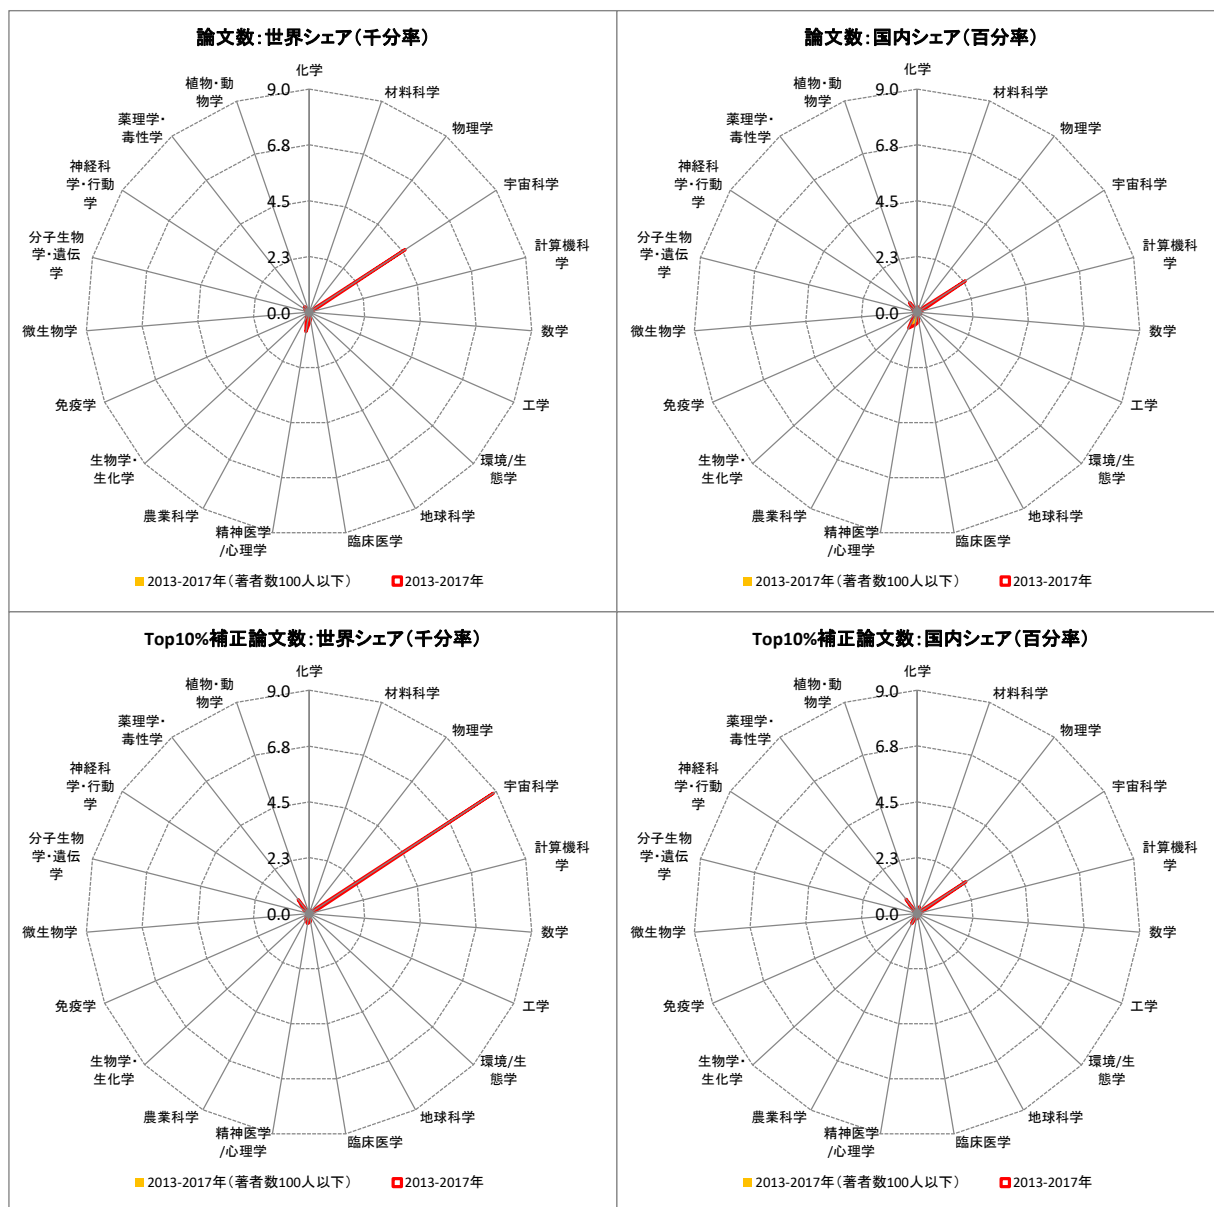 論文数：世界シェア（千分率）
化学
材料科学
物理学
宇宙科学
計算機科
学
数学
工学
環境/生
態学
地球科学
臨床医学
精神医学
/心理学
農業科学
生物学・
生化学
免疫学
微生物学
分子生物
学・遺伝
学
神経科
学・行動
学
薬理学・
毒性学
植物・動
物学
9.0
6.8
4.5
2.3
0.0
2013-2017年（著者数100人以下）
2013-2017年
論文数：国内シェア（百分率）
化学
材料科学
物理学
宇宙科学
計算機科
学
数学
工学
環境/生
態学
地球科学
臨床医学
精神医学
/心理学
農業科学
生物学・
生化学
免疫学
微生物学
分子生物
学・遺伝
学
神経科
学・行動
学
薬理学・
毒性学
植物・動
物学
9.0
6.8
4.5
2.3
0.0
2013-2017年（著者数100人以下）
2013-2017年
Top10%補正論文数：世界シェア（千分率）
化学
材料科学
物理学
宇宙科学
計算機科
学
数学
工学
環境/生
態学
地球科学
臨床医学
精神医学
/心理学
農業科学
生物学・
生化学
免疫学
微生物学
分子生物
学・遺伝
学
神経科
学・行動
学
薬理学・
毒性学
植物・動
物学
9.0
6.8
4.5
2.3
0.0
2013-2017年（著者数100人以下）
2013-2017年
Top10%補正論文数：国内シェア（百分率）
化学
材料科学
物理学
宇宙科学
計算機科
学
数学
工学
環境/生
態学
地球科学
臨床医学
精神医学
/心理学
農業科学
生物学・
生化学
免疫学
微生物学
分子生物
学・遺伝
学
神経科
学・行動
学
薬理学・
毒性学
植物・動
物学
9.0
6.8
4.5
2.3
0.0
2013-2017年（著者数100人以下）
2013-2017年